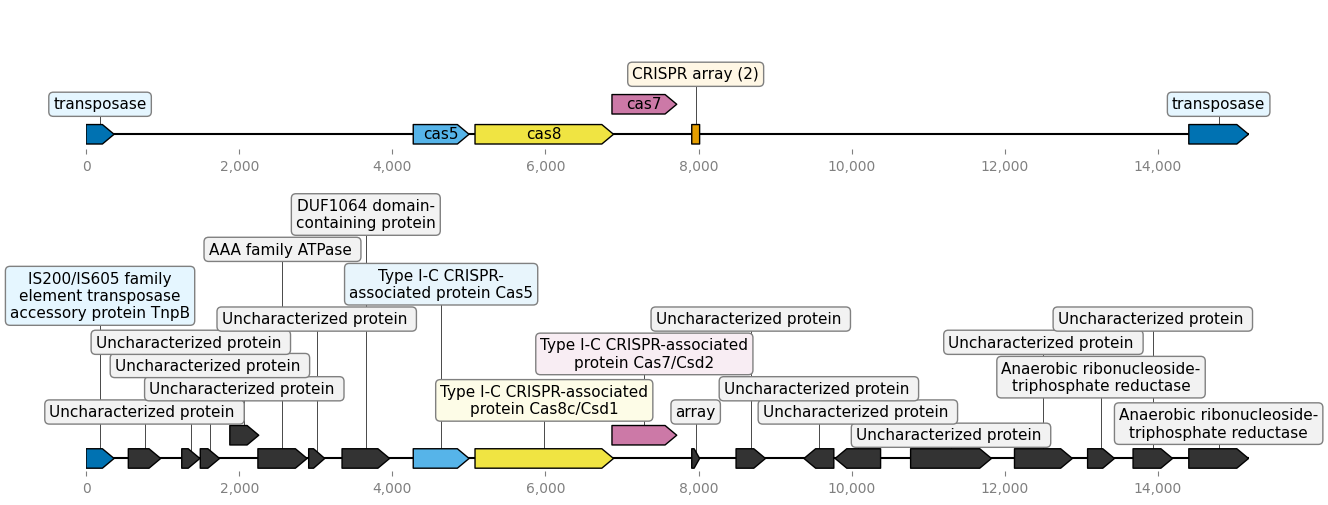 CRISPR array (2)
transposase
cas7
transposase
cas5
cas8
0
2,000
4,000
6,000
8,000
10,000
12,000
14,000
DUF1064 domain-
containing protein
AAA family ATPase
IS200/IS605 family
element transposase
accessory protein TnpB
Type I-C CRISPR-
associated protein Cas5
Uncharacterized protein
Uncharacterized protein
Uncharacterized protein
Uncharacterized protein
Uncharacterized protein
Uncharacterized protein
Type I-C CRISPR-associated
protein Cas7/Csd2
Anaerobic ribonucleoside-
triphosphate reductase
Uncharacterized protein
Uncharacterized protein
Uncharacterized protein
Type I-C CRISPR-associated
protein Cas8c/Csd1
Uncharacterized protein
array
Uncharacterized protein
Anaerobic ribonucleoside-
triphosphate reductase
Uncharacterized protein
0
2,000
4,000
6,000
8,000
10,000
12,000
14,000